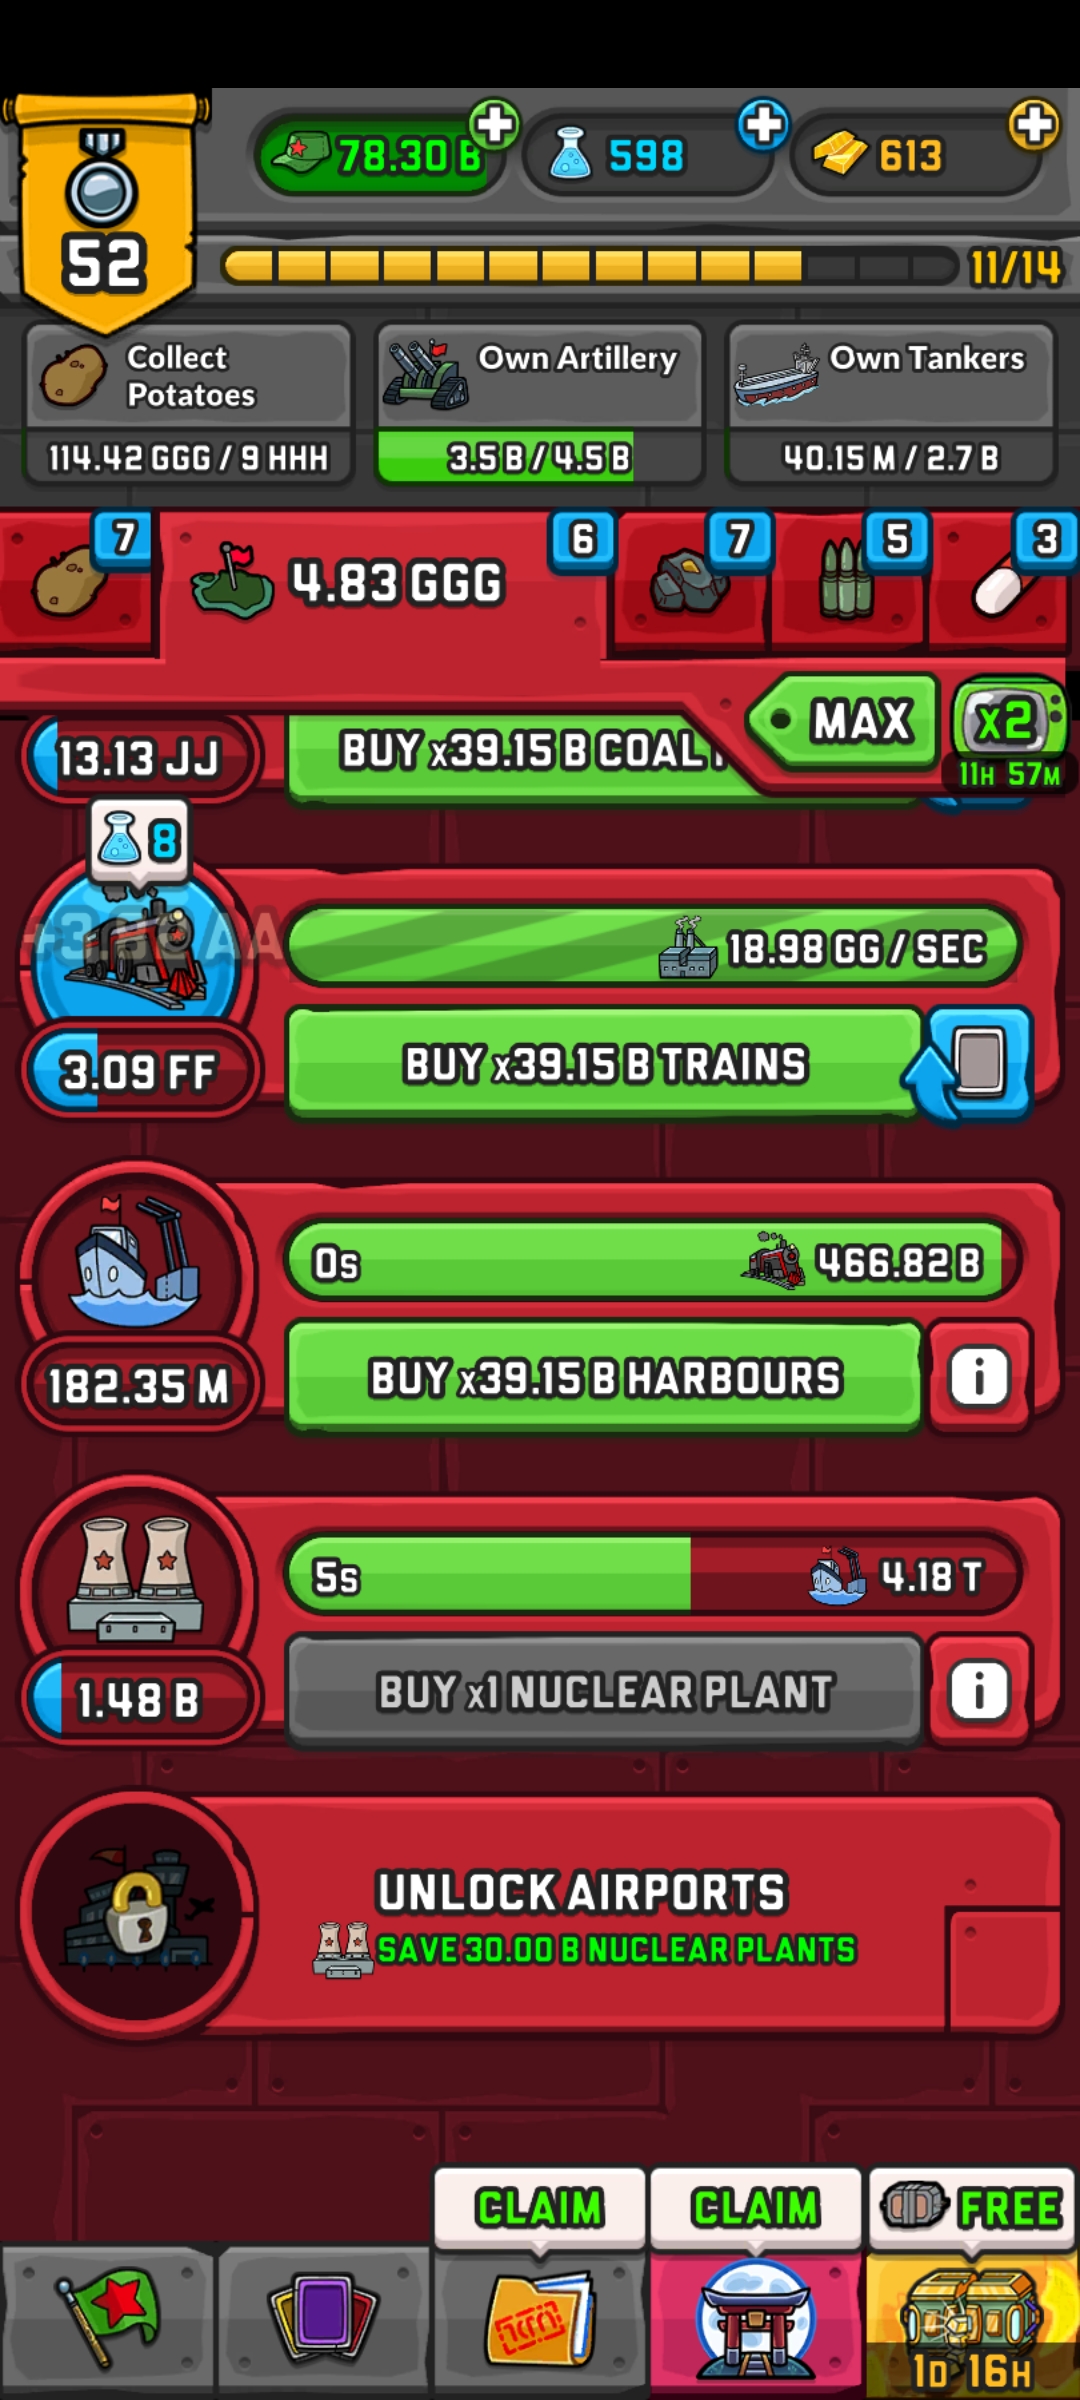 78.30 B
598
613
52
11/14
Collect
Potatoes
114.42 GGG / 9 HHH
Own Artillery
3.5 B / 4.5 B
Own Tankers
40.15 M / 2.7 B
7
4.83 GGG
6
7
5
3
MAX
x2
11H 57M
13.13 JJ
BUY x39.15 B COAL
8
18.98 GG / SEC
3.09 FF
BUY x39.15 B TRAINS
0s
466.82 B
182.35 M
BUY x39.15 B HARBOURS
i
5s
4.18 T
1.48 B
BUY x1 NUCLEAR PLANT
i
UNLOCK AIRPORTS
SAVE 30.00 B NUCLEAR PLANTS
CLAIM
CLAIM
FREE
1D 16H